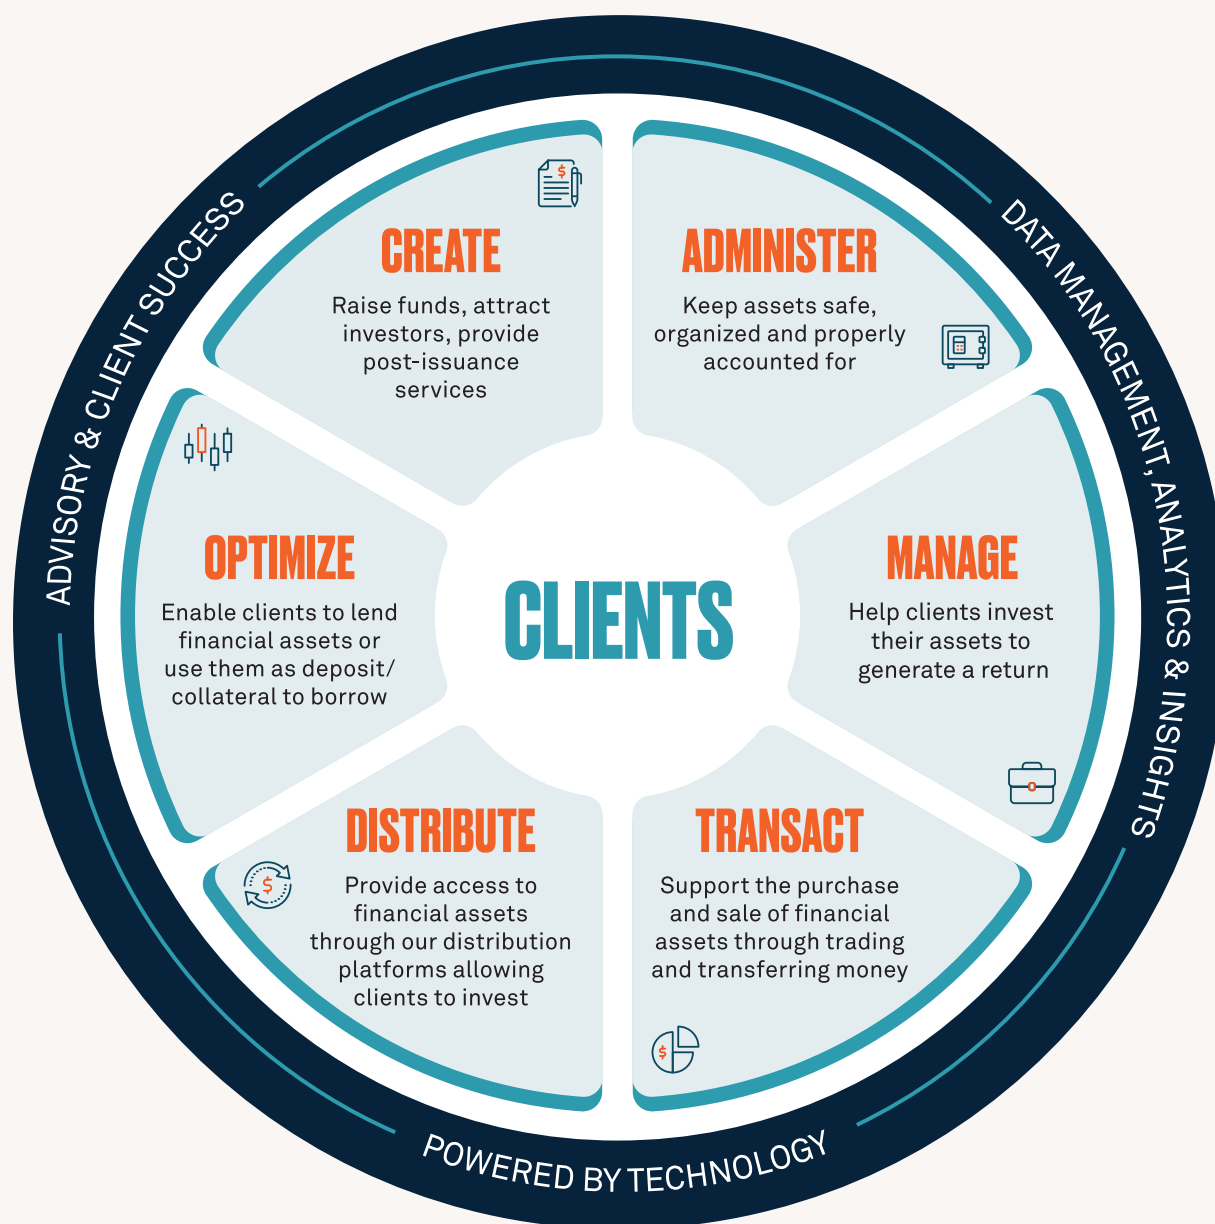 ADVISORY & CLIENT SUCCESS
DATA MANAGEMENT, ANALYTICS & INSIGHTS
POWERED BY TECHNOLOGY
CLIENTS
CREATE
Raise funds, attract
investors, provide
post-issuance
services
ADMINISTER
Keep assets safe,
organized and properly
accounted for
MANAGE
Help clients invest
their assets to
generate a return
TRANSACT
Support the purchase
and sale of financial
assets through trading
and transferring money
DISTRIBUTE
Provide access to
financial assets
through our distribution
platforms allowing
clients to invest
OPTIMIZE
Enable clients to lend
financial assets or
use them as deposit/
collateral to borrow
$
$
$